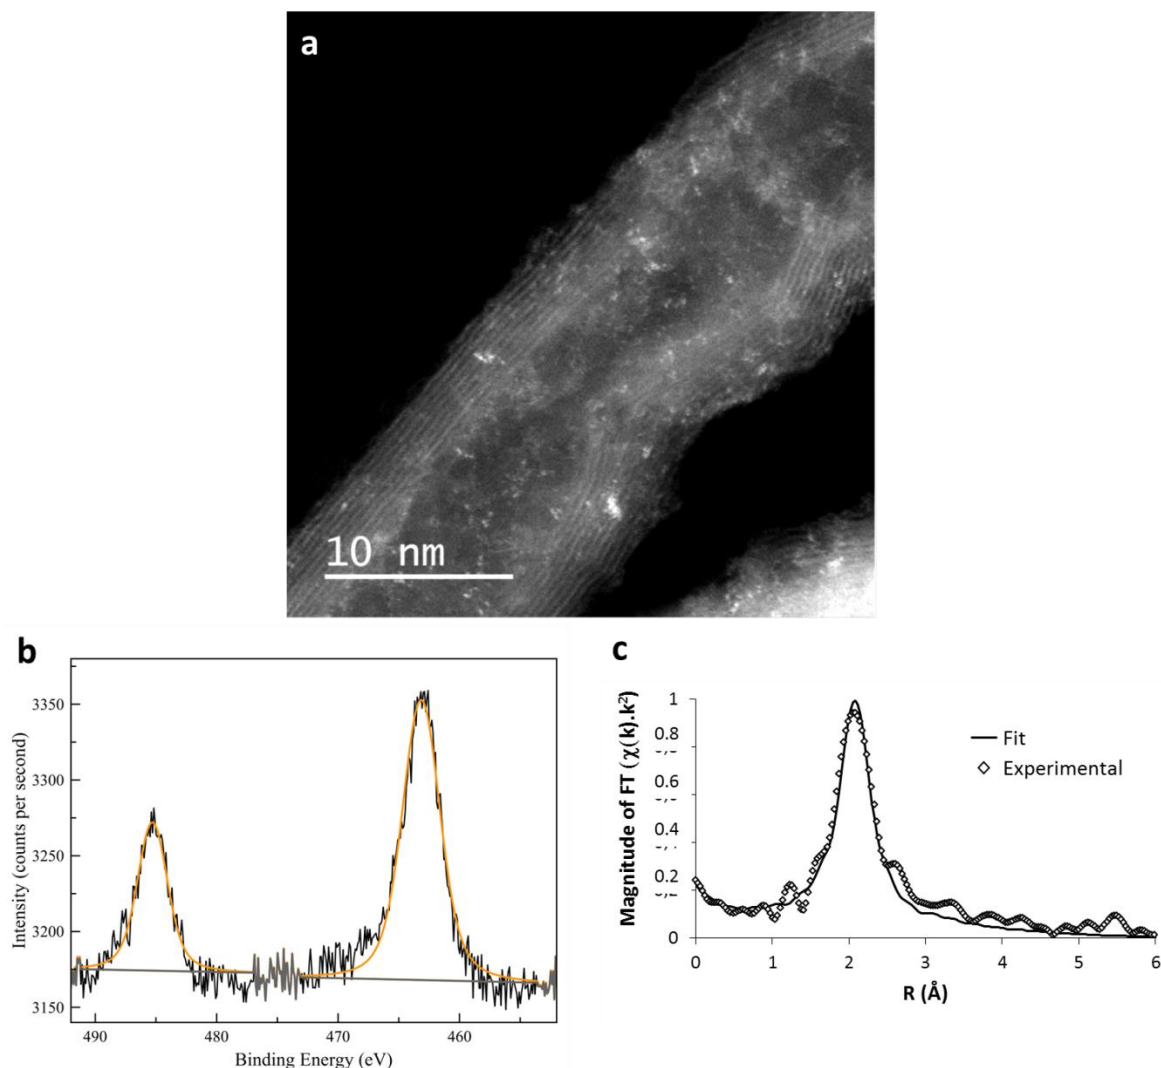 a
10 nm
b
Intensity (counts per second)
3350
3300
3250
3200
3150
490
480
470
460
Binding Energy (eV)
c
Magnitude of FT (χ(k).k²)
1
0.8
0.6
0.4
0.2
0
0
1
2
3
4
5
6
R (Å)
Fit
Experimental